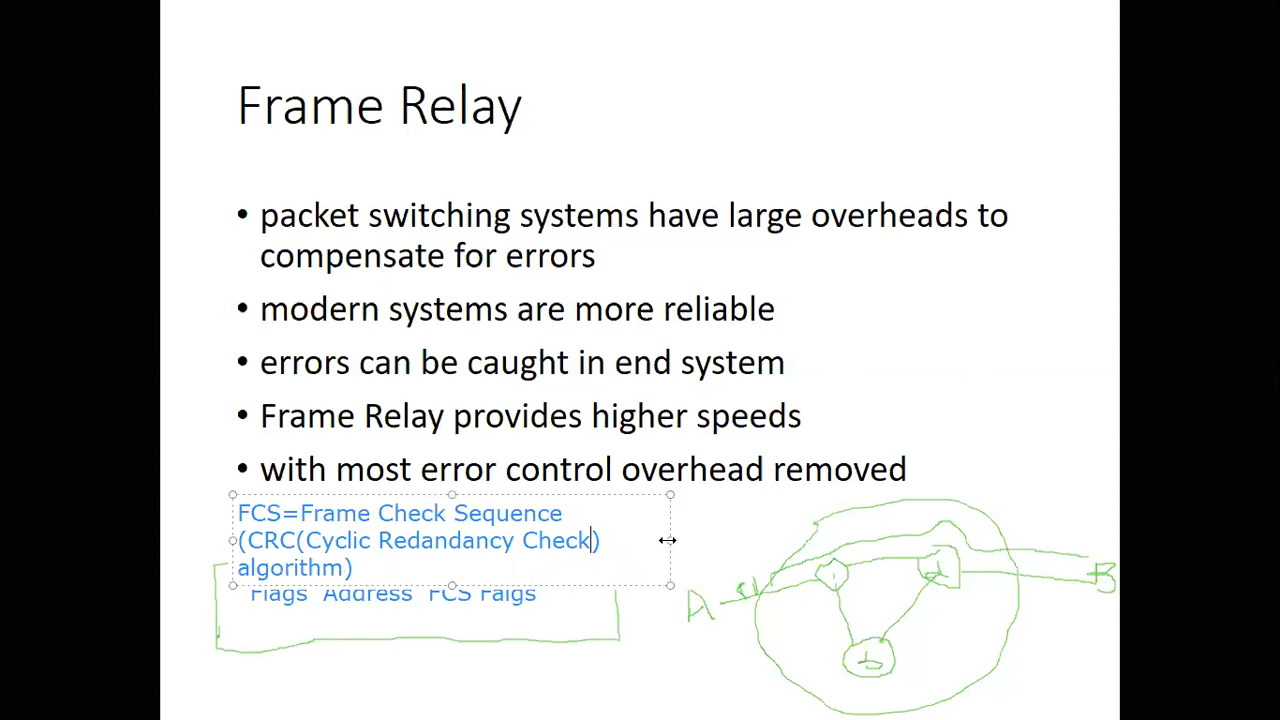 Frame Relay
• packet switching systems have large overheads to
compensate for errors
• modern systems are more reliable
• errors can be caught in end system
• Frame Relay provides higher speeds
• with most error control overhead removed
FCS=Frame Check Sequence
(CRC(Cyclic Redandancy Check)
algorithm)
Flags Address FCS Falgs
A
B
b